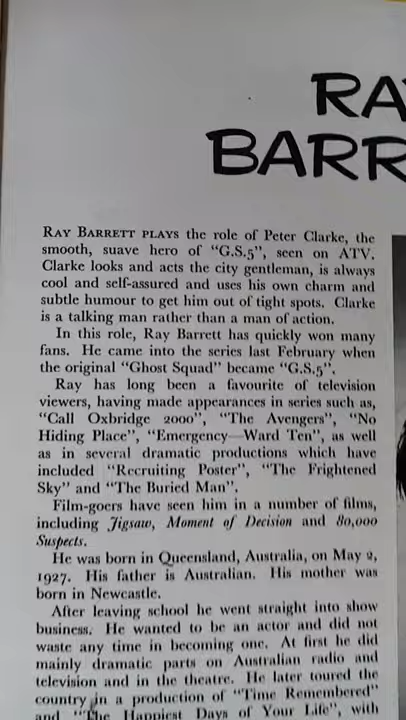 RA
BARR
RAY BARRETT PLAYS the role of Peter Clarke, the
smooth, suave hero of "G.S.5", seen on ATV.
Clarke looks and acts the city gentleman, is always
cool and self-assured and uses his own charm and
subtle humour to get him out of tight spots. Clarke
is a talking man rather than a man of action.
In this role, Ray Barrett has quickly won many
fans. He came into the series last February when
the original "Ghost Squad" became "G.S.5".
Ray has long been a favourite of television
viewers, having made appearances in series such as,
"Call Oxbridge 2000", "The Avengers", "No
Hiding Place", "Emergency—Ward Ten", as well
as in several dramatic productions which have
included "Recruiting Poster", "The Frightened
Sky" and "The Buried Man".
Film-goers have seen him in a number of films,
including Jigsaw, Moment of Decision and 80,000
Suspects.
He was born in Queensland, Australia, on May 2,
1927. His father is Australian. His mother was
born in Newcastle.
After leaving school he went straight into show
business. He wanted to be an actor and did not
waste any time in becoming one. At first he did
mainly dramatic parts on Australian radio and
television and in the theatre. He later toured the
country in a production of "Time Remembered"
and "The Happiest Days of Your Life", with